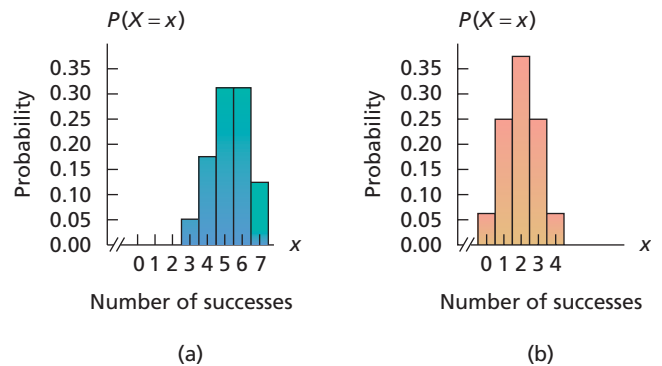 P(X = x)
Probability
0.35
0.30
0.25
0.20
0.15
0.10
0.05
0.00
0 1 2 3 4 5 6 7
x
Number of successes
(a)
P(X = x)
Probability
0.35
0.30
0.25
0.20
0.15
0.10
0.05
0.00
0 1 2 3 4
x
Number of successes
(b)